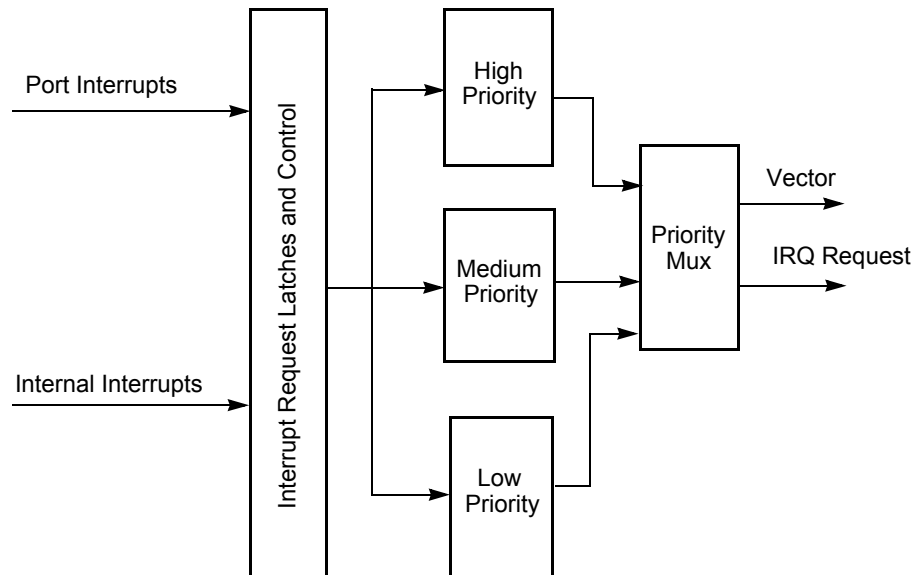 Port Interrupts
Internal Interrupts
Interrupt Request Latches and Control
High
Priority
Medium
Priority
Low
Priority
Priority
Mux
Vector
IRQ Request